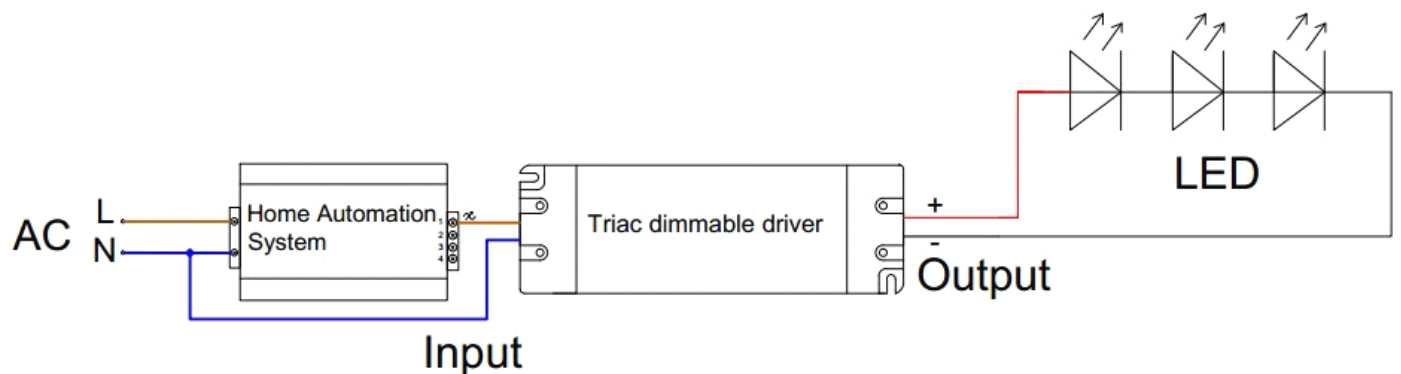 AC
L
N
Home Automation
System
1
2
3
4
Input
Triac dimmable driver
+
-
Output
LED